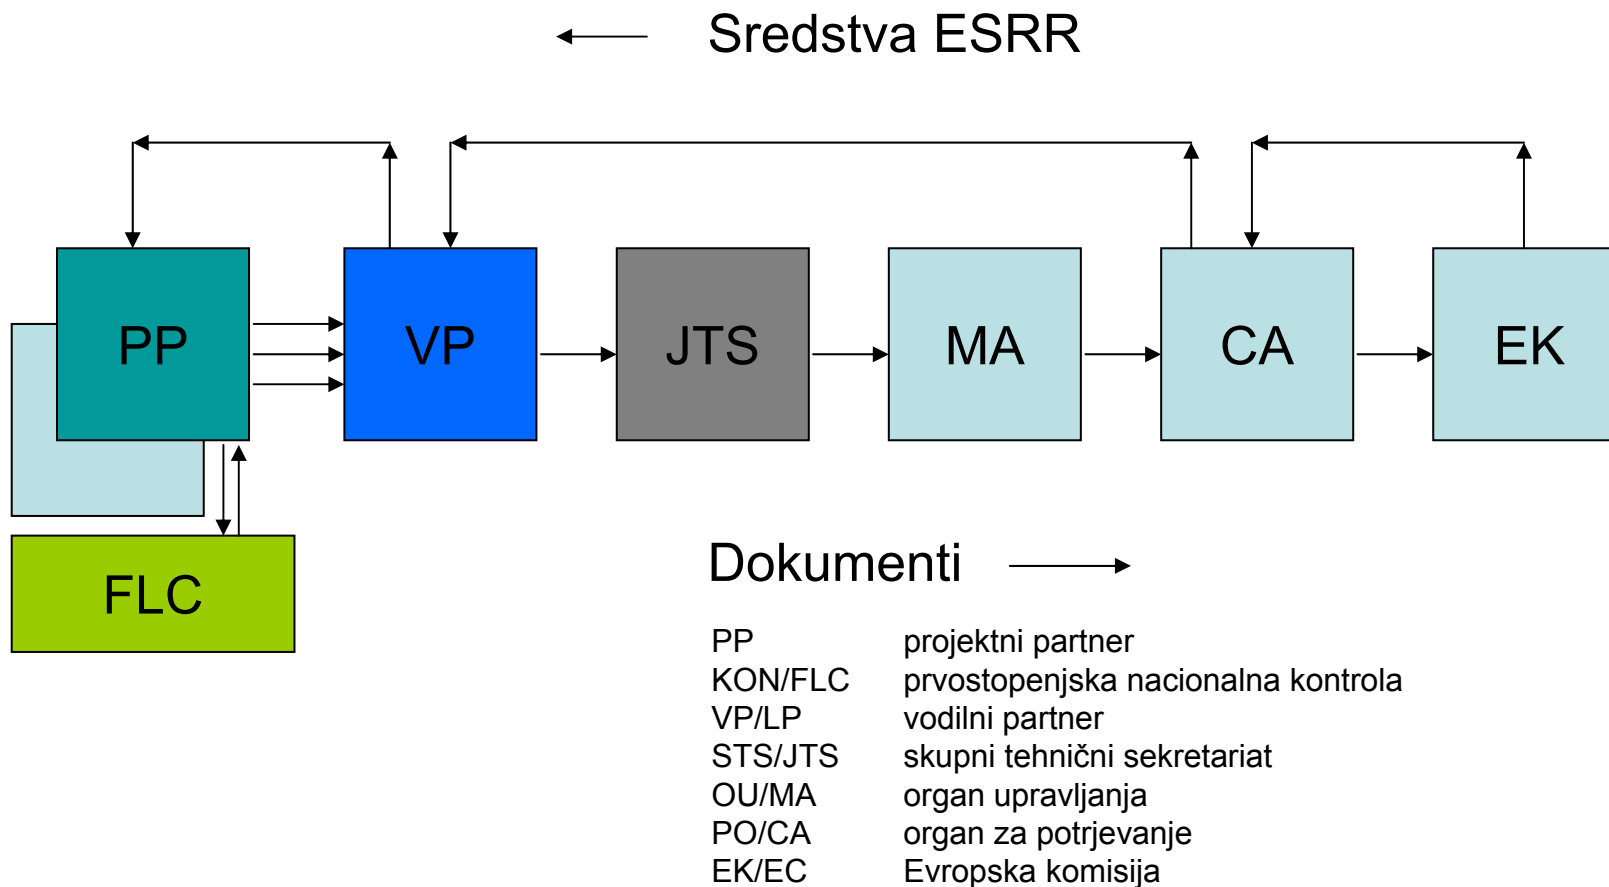 Sredstva ESRR
PP
VP
JTS
MA
CA
EK
FLC
Dokumenti
PP projektni partner
KON/FLC prvostopenjska nacionalna kontrola
VP/LP vodilni partner
STS/JTS skupni tehnični sekretariat
OU/MA organ upravljanja
PO/CA organ za potrjevanje
EK/EC Evropska komisija